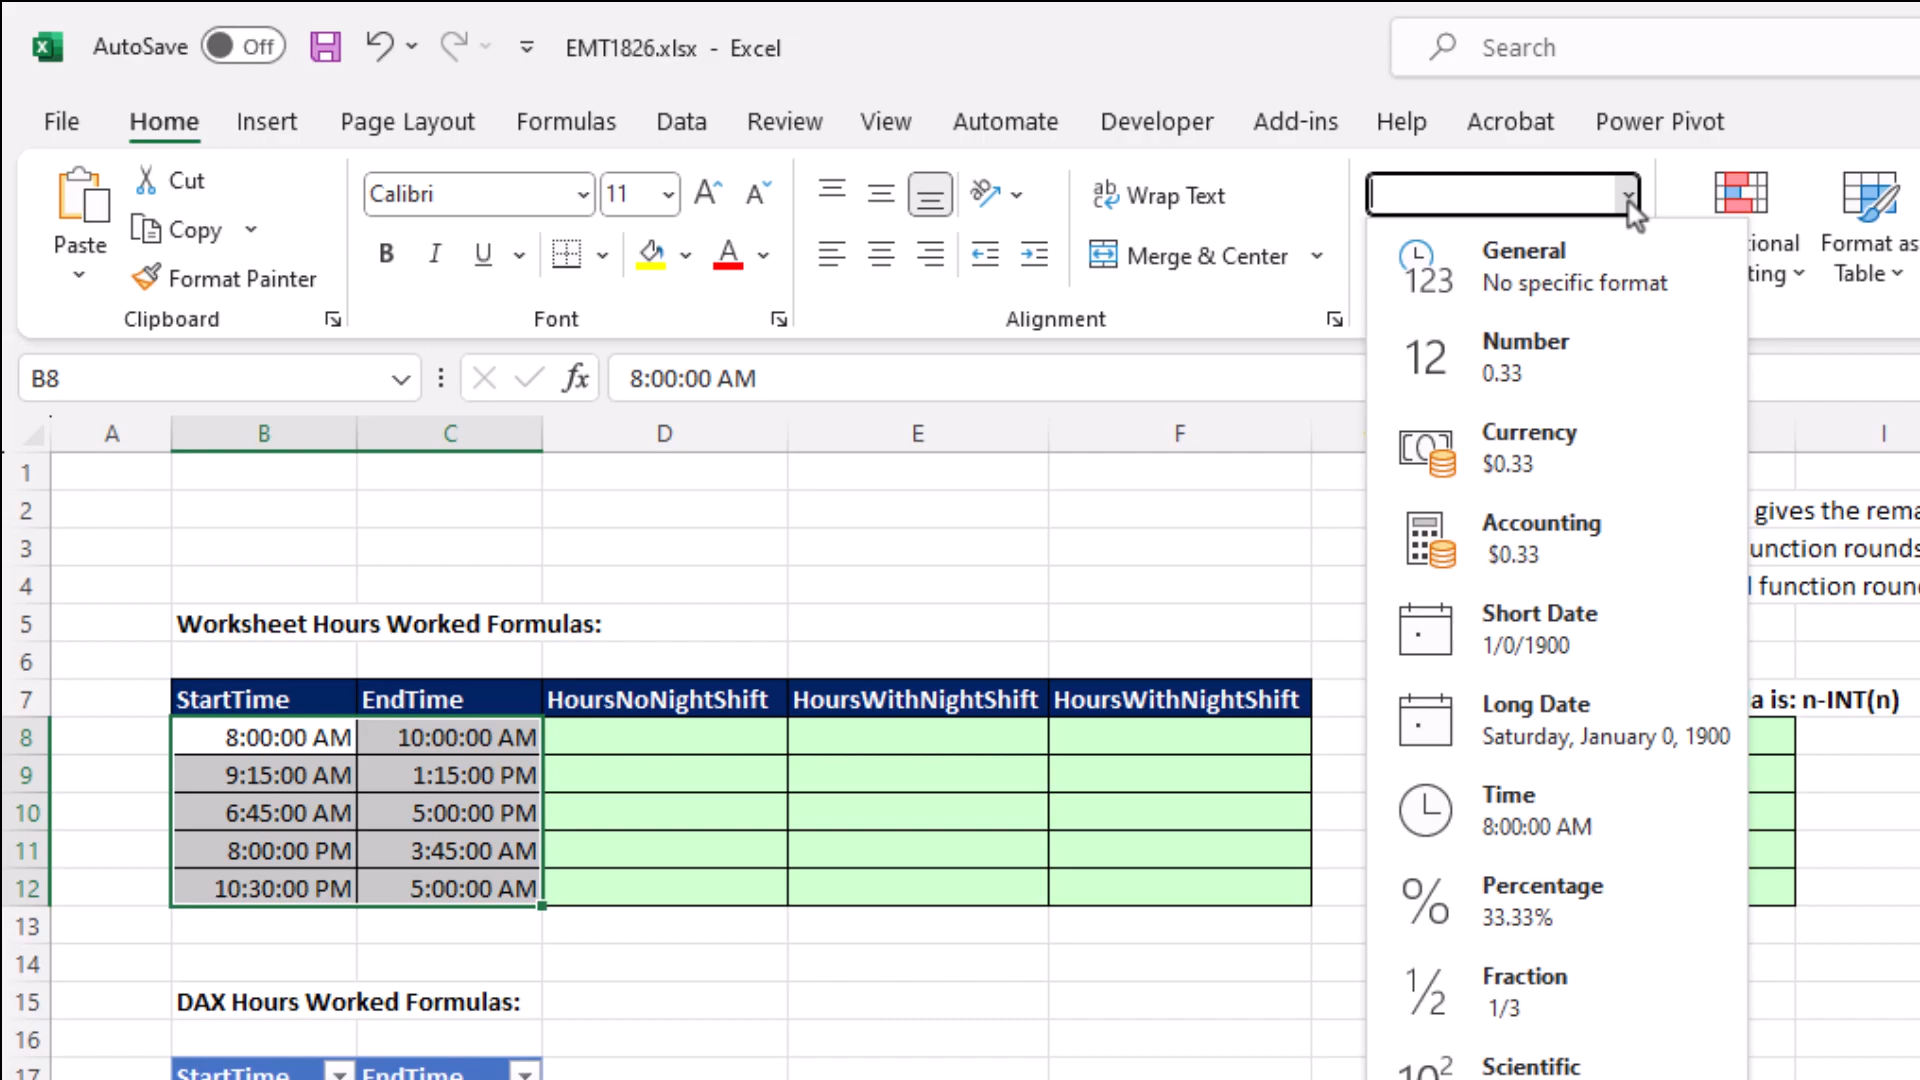 AutoSave Off EMT1826.xlsx - Excel Search
File Home Insert Page Layout Formulas Data Review View Automate Developer Add-ins Help Acrobat Power Pivot
Paste
Cut
Copy
Format Painter
Clipboard
Calibri 11
B I U A
Font
Wrap Text
Merge & Center
Alignment
Format as
Table
B8 fx 8:00:00 AM
General
No specific format
Number
0.33
Currency
$0.33
Accounting
$0.33
Short Date
1/0/1900
Long Date
Saturday, January 0, 1900
Time
8:00:00 AM
Percentage
33.33%
Fraction
1/3
Scientific
A B C D E F I
1
2 gives the
3 function rounds
4 function
5 Worksheet Hours Worked Formulas:
6
7 StartTime EndTime HoursNoNightShift HoursWithNightShift HoursWithNightShift is: n-INT(n)
8 8:00:00 AM 10:00:00 AM
9 9:15:00 AM 1:15:00 PM
10 6:45:00 AM 5:00:00 PM
11 8:00:00 PM 3:45:00 AM
12 10:30:00 PM 5:00:00 AM
13
14
15 DAX Hours Worked Formulas:
16
17 StartTime EndTime